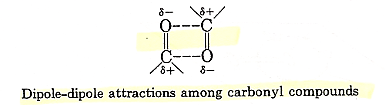 δ− δ+
O---C
C---O
δ+ δ−
Dipole-dipole attractions among carbonyl compounds